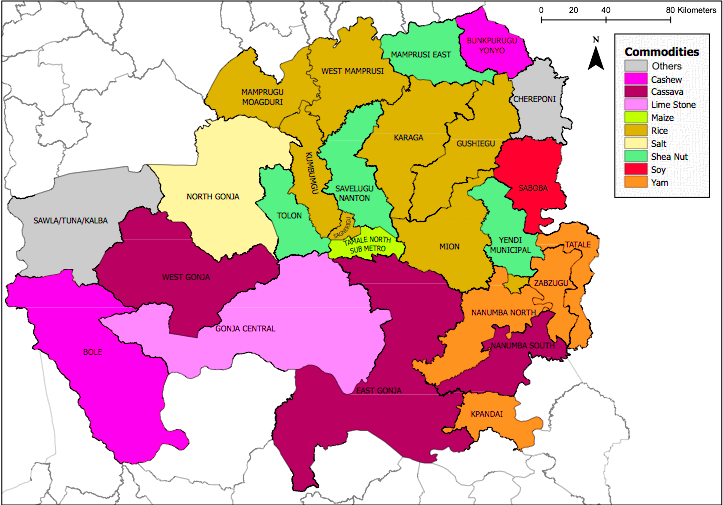 0 20 40 80 Kilometers
N
Commodities
Others
Cashew
Cassava
Lime Stone
Maize
Rice
Salt
Shea Nut
Soy
Yam
BUNKPURUGU
YONYO
MAMPRUSI EAST
WEST MAMPRUSI
MAMPRUGU
MOAGDURI
CHEREPONI
KARAGA
GUSHIEGU
KUMBUMGU
SAVELUGU
NANTON
SABOBA
NORTH GONJA
TOLON
SAWLA/TUNA/KALBA
SAGNERIGU
TAMALE NORTH
SUB METRO
MION
YENDI
MUNICIPAL
TATALE
WEST GONJA
ZABZUGU
NANUMBA NORTH
GONJA CENTRAL
BOLE
NANUMBA SOUTH
EAST GONJA
KPANDAI